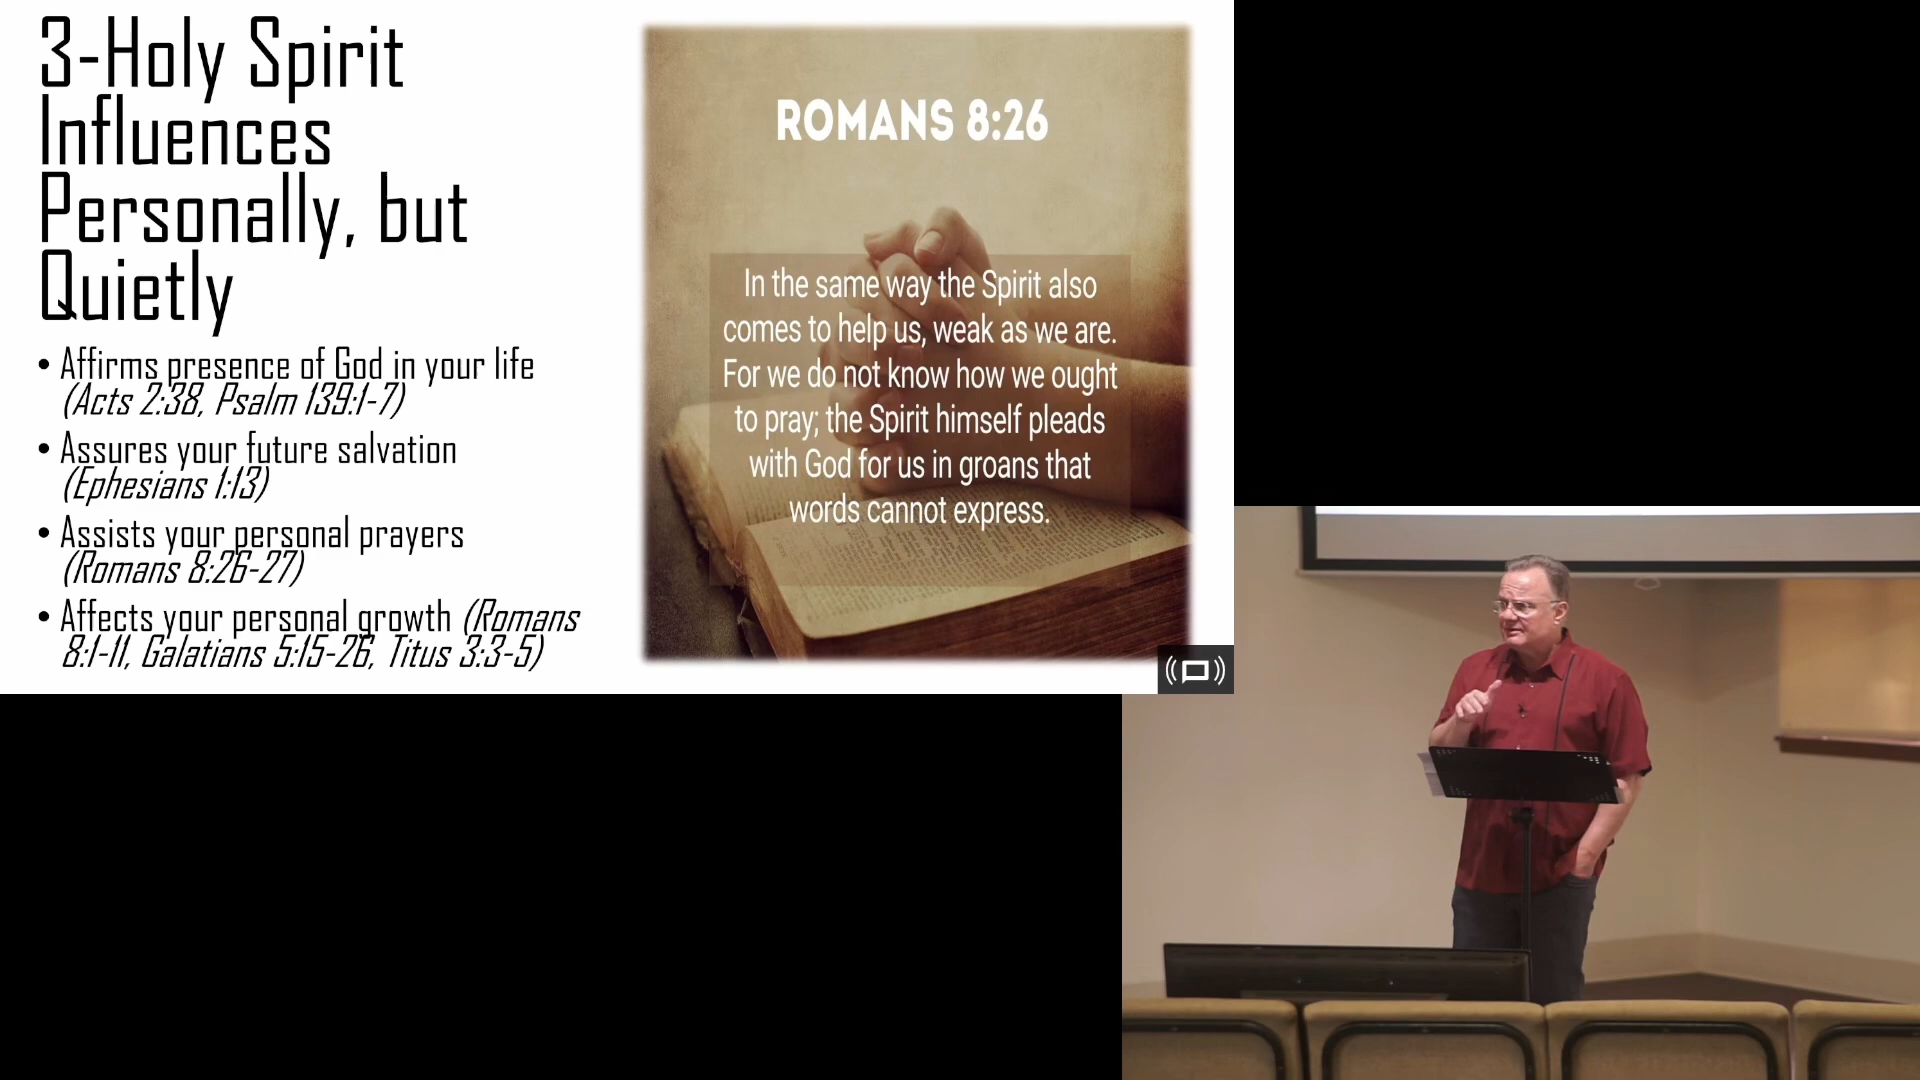 3-Holy Spirit
Influences
Personally, but
Quietly
• Affirms presence of God in your life
(Acts 2:38, Psalm 139:1-7)
• Assures your future salvation
(Ephesians 1:13)
• Assists your personal prayers
(Romans 8:26-27)
• Affects your personal growth (Romans
8:1-11, Galatians 5:15-26, Titus 3:3-5)
ROMANS 8:26
In the same way the Spirit also
comes to help us, weak as we are.
For we do not know how we ought
to pray; the Spirit himself pleads
with God for us in groans that
words cannot express.